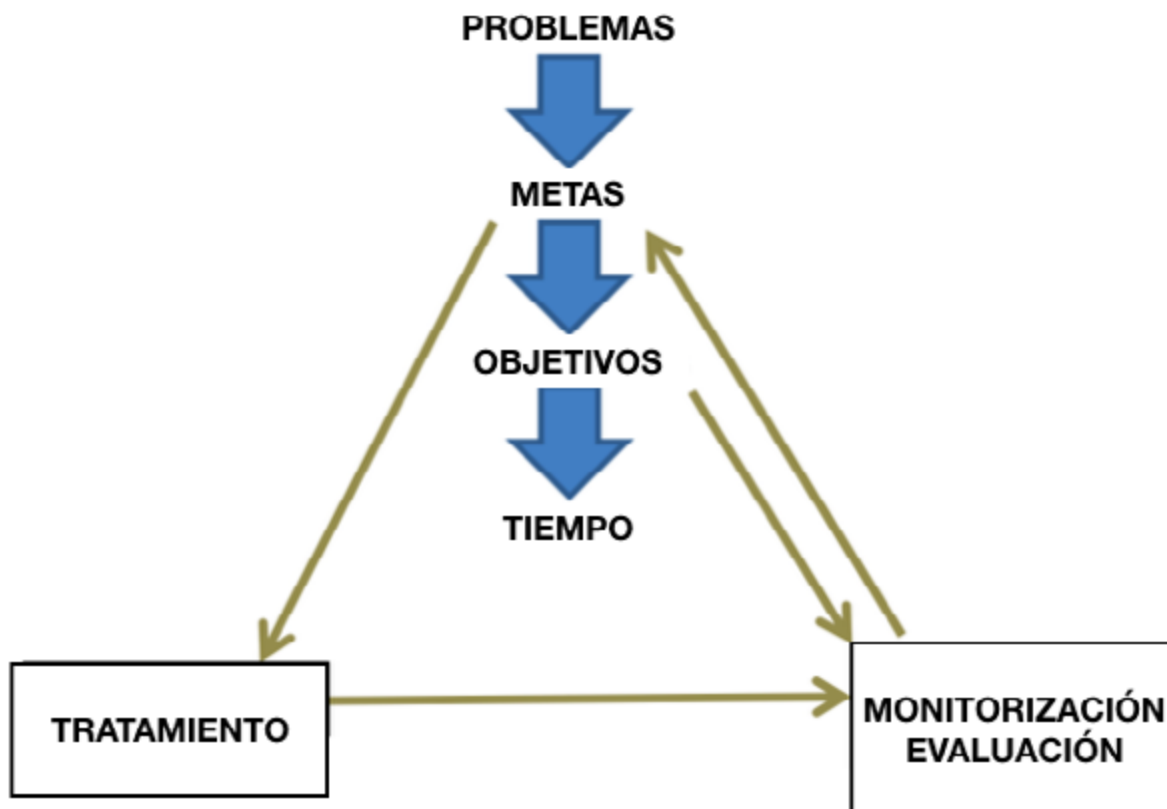 PROBLEMAS
METAS
OBJETIVOS
TIEMPO
TRATAMIENTO
MONITORIZACIÓN
EVALUACIÓN